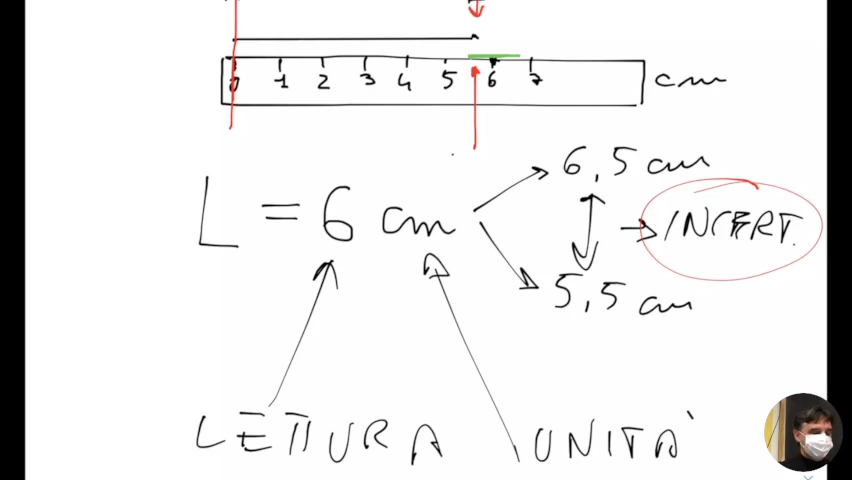 0 1 2 3 4 5 6 7 cm
6,5 cm
L = 6 cm
INCERT.
5,5 cm
LETTURA
UNITÀ